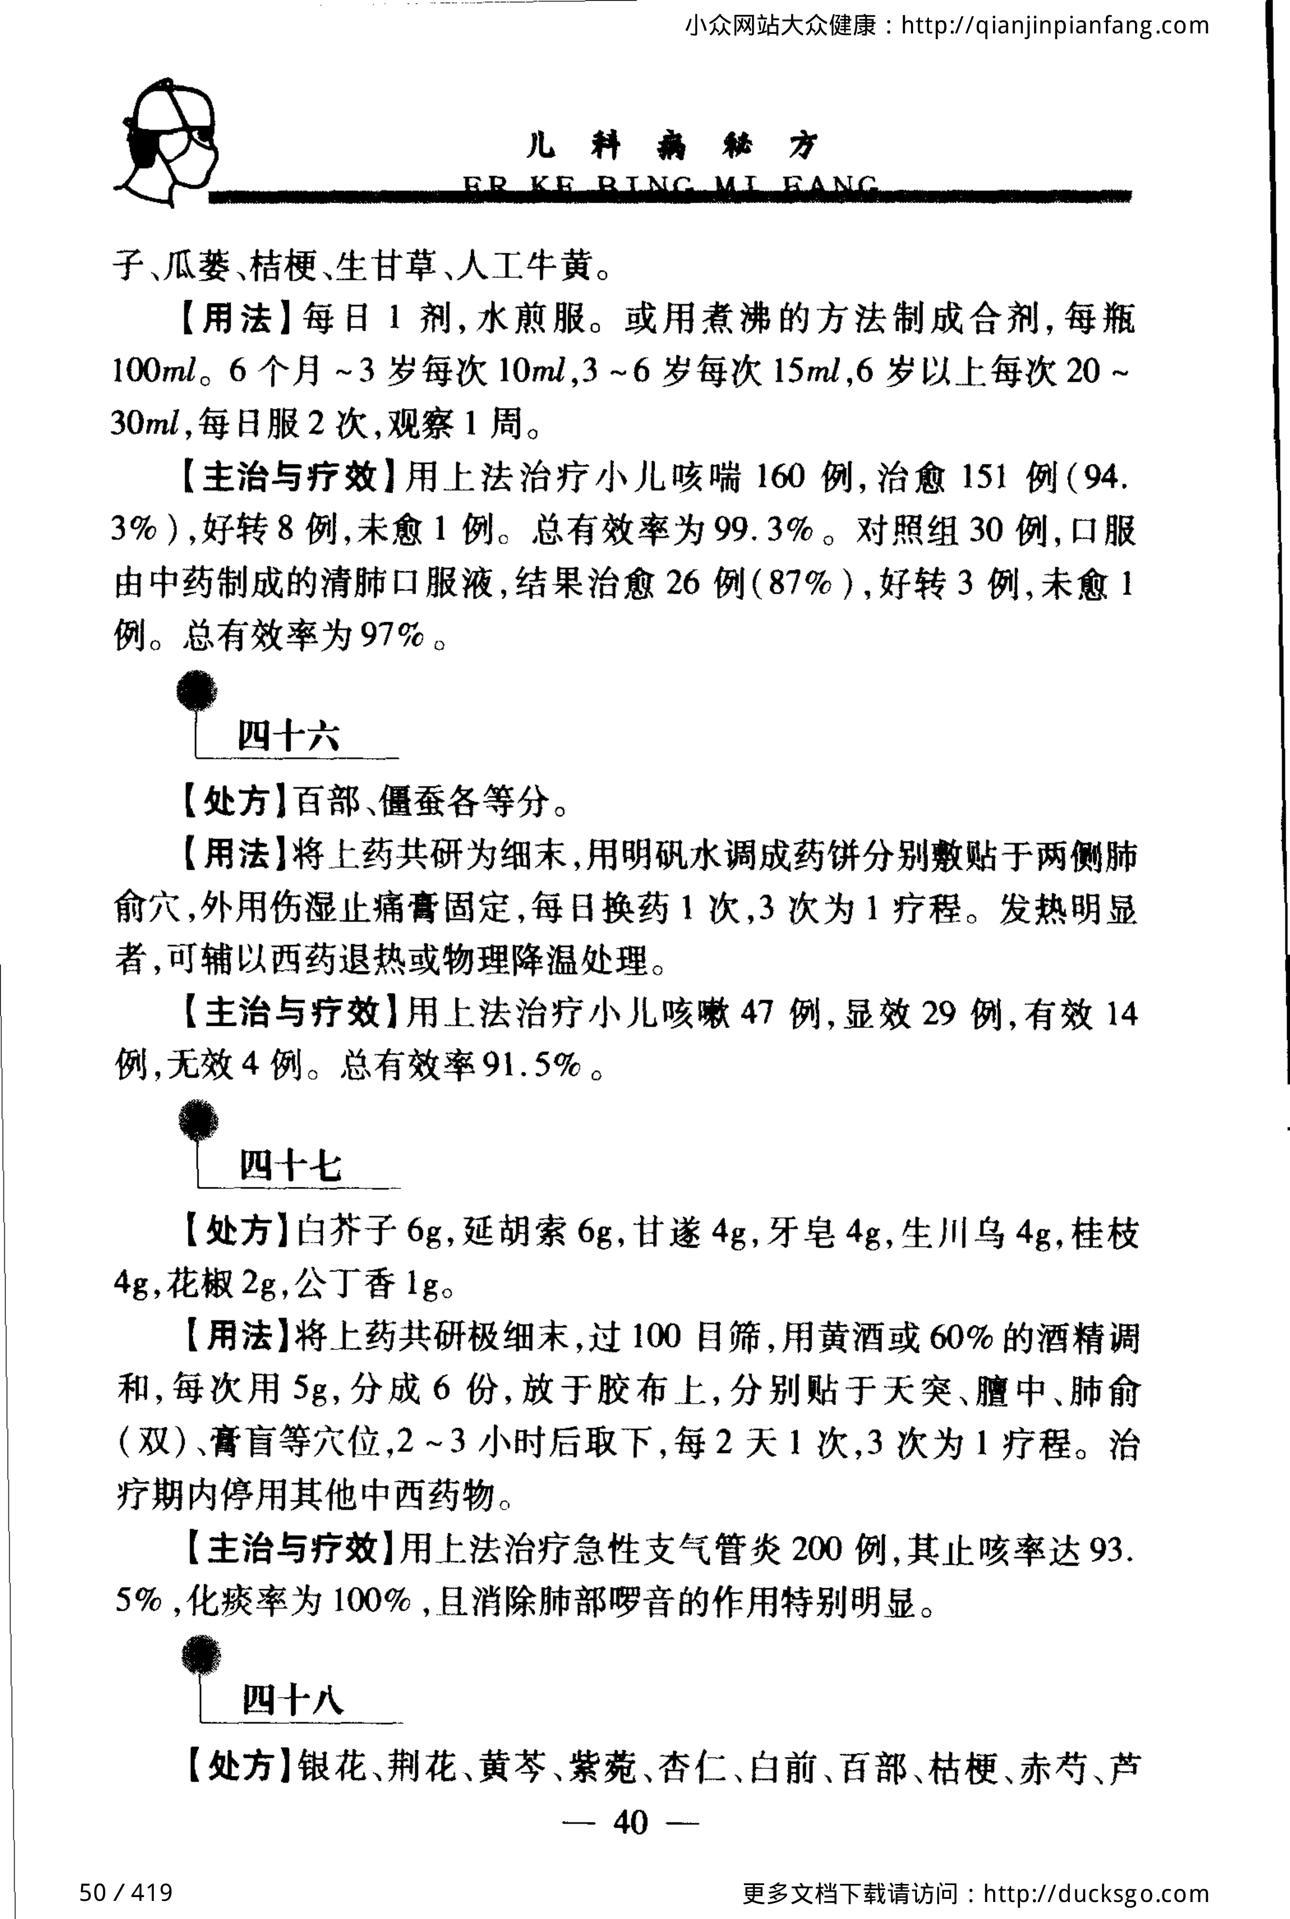 小众网站大众健康：http://qianjinpianfang.com
儿科病秘方
ER KE BING MI FANG
子、瓜蒌、桔梗、生甘草、人工牛黄。
【用法】每日 1 剂,水煎服。或用煮沸的方法制成合剂,每瓶
100ml。6 个月 ~3 岁每次 10ml,3 ~6 岁每次 15ml,6 岁以上每次 20 ~
30ml,每日服 2 次,观察 1 周。
【主治与疗效】用上法治疗小儿咳喘 160 例,治愈 151 例(94.
3%),好转 8 例,未愈 1 例。总有效率为 99.3%。对照组 30 例,口服
由中药制成的清肺口服液,结果治愈 26 例(87%),好转 3 例,未愈 1
例。总有效率为 97%。
四十六
【处方】百部、僵蚕各等分。
【用法】将上药共研为细末,用明矾水调成药饼分别敷贴于两侧肺
俞穴,外用伤湿止痛膏固定,每日换药 1 次,3 次为 1 疗程。发热明显
者,可辅以西药退热或物理降温处理。
【主治与疗效】用上法治疗小儿咳嗽 47 例,显效 29 例,有效 14
例,无效 4 例。总有效率 91.5%。
四十七
【处方】白芥子 6g,延胡索 6g,甘遂 4g,牙皂 4g,生川乌 4g,桂枝
4g,花椒 2g,公丁香 1g。
【用法】将上药共研极细末,过 100 目筛,用黄酒或 60% 的酒精调
和,每次用 5g,分成 6 份,放于胶布上,分别贴于天突、膻中、肺俞
(双)、膏肓等穴位,2 ~ 3 小时后取下,每 2 天 1 次,3 次为 1 疗程。治
疗期内停用其他中西药物。
【主治与疗效】用上法治疗急性支气管炎 200 例,其止咳率达 93.
5%,化痰率为 100%,且消除肺部啰音的作用特别明显。
四十八
【处方】银花、荆花、黄芩、紫菀、杏仁、白前、百部、枯梗、赤芍、芦
— 40 —
50 / 419
更多文档下载请访问：http://ducksgo.com